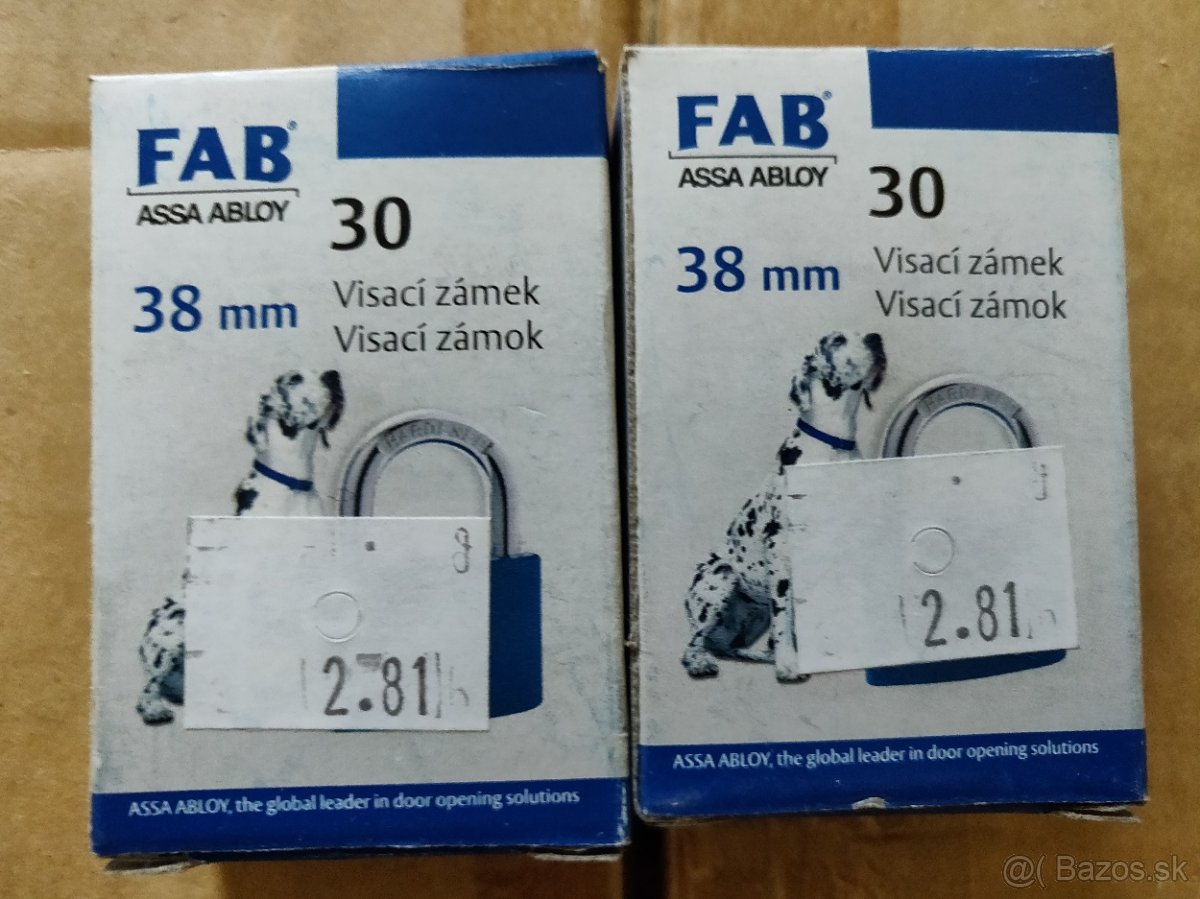 FAB®
ASSA ABLOY
30
38 mm
Visací zámek
Visací zámok
HARDENED
2.81
ASSA ABLOY, the global leader in door opening solutions
FAB®
ASSA ABLOY
30
38 mm
Visací zámek
Visací zámok
HARDENED
2.81
ASSA ABLOY, the global leader in door opening solutions
@( Bazos.sk